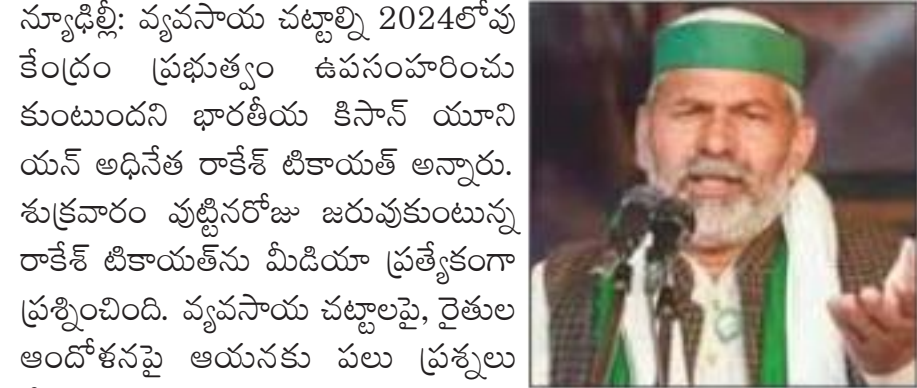 న్యూఢిల్లీ: వ్యవసాయ చట్టాల్ని 2024లోవు
కేంద్రం ప్రభుత్వం ఉపసంహరించు
కుంటుందని భారతీయ కిసాన్ యూని
యన్ అధినేత రాకేశ్ టికాయత్ అన్నారు.
శుక్రవారం వుట్టినరోజు జరువుకుంటున్న
రాకేశ్ టికాయత్‌ను మీడియా ప్రత్యేకంగా
ప్రశ్నించింది. వ్యవసాయ చట్టాలపై, రైతుల
ఆందోళనపై ఆయనకు పలు ప్రశ్నలు